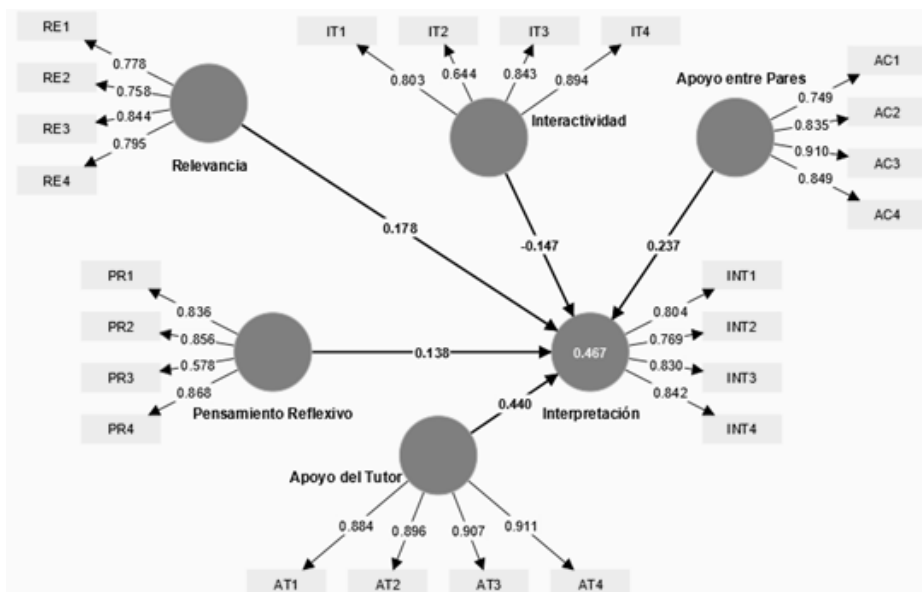 RE1
0.778
RE2
0.758
RE3
0.844
RE4
0.795
Relevancia
IT1
IT2
IT3
IT4
0.803
0.644
0.843
0.894
Interactividad
Apoyo entre Pares
AC1
0.749
AC2
0.835
AC3
0.910
AC4
0.849
0.178
-0.147
0.237
PR1
0.836
PR2
0.856
PR3
0.578
PR4
0.868
Pensamiento Reflexivo
0.138
0.467
Interpretación
INT1
0.804
INT2
0.769
INT3
0.830
INT4
0.842
0.440
Apoyo del Tutor
0.884
0.896
0.907
0.911
AT1
AT2
AT3
AT4